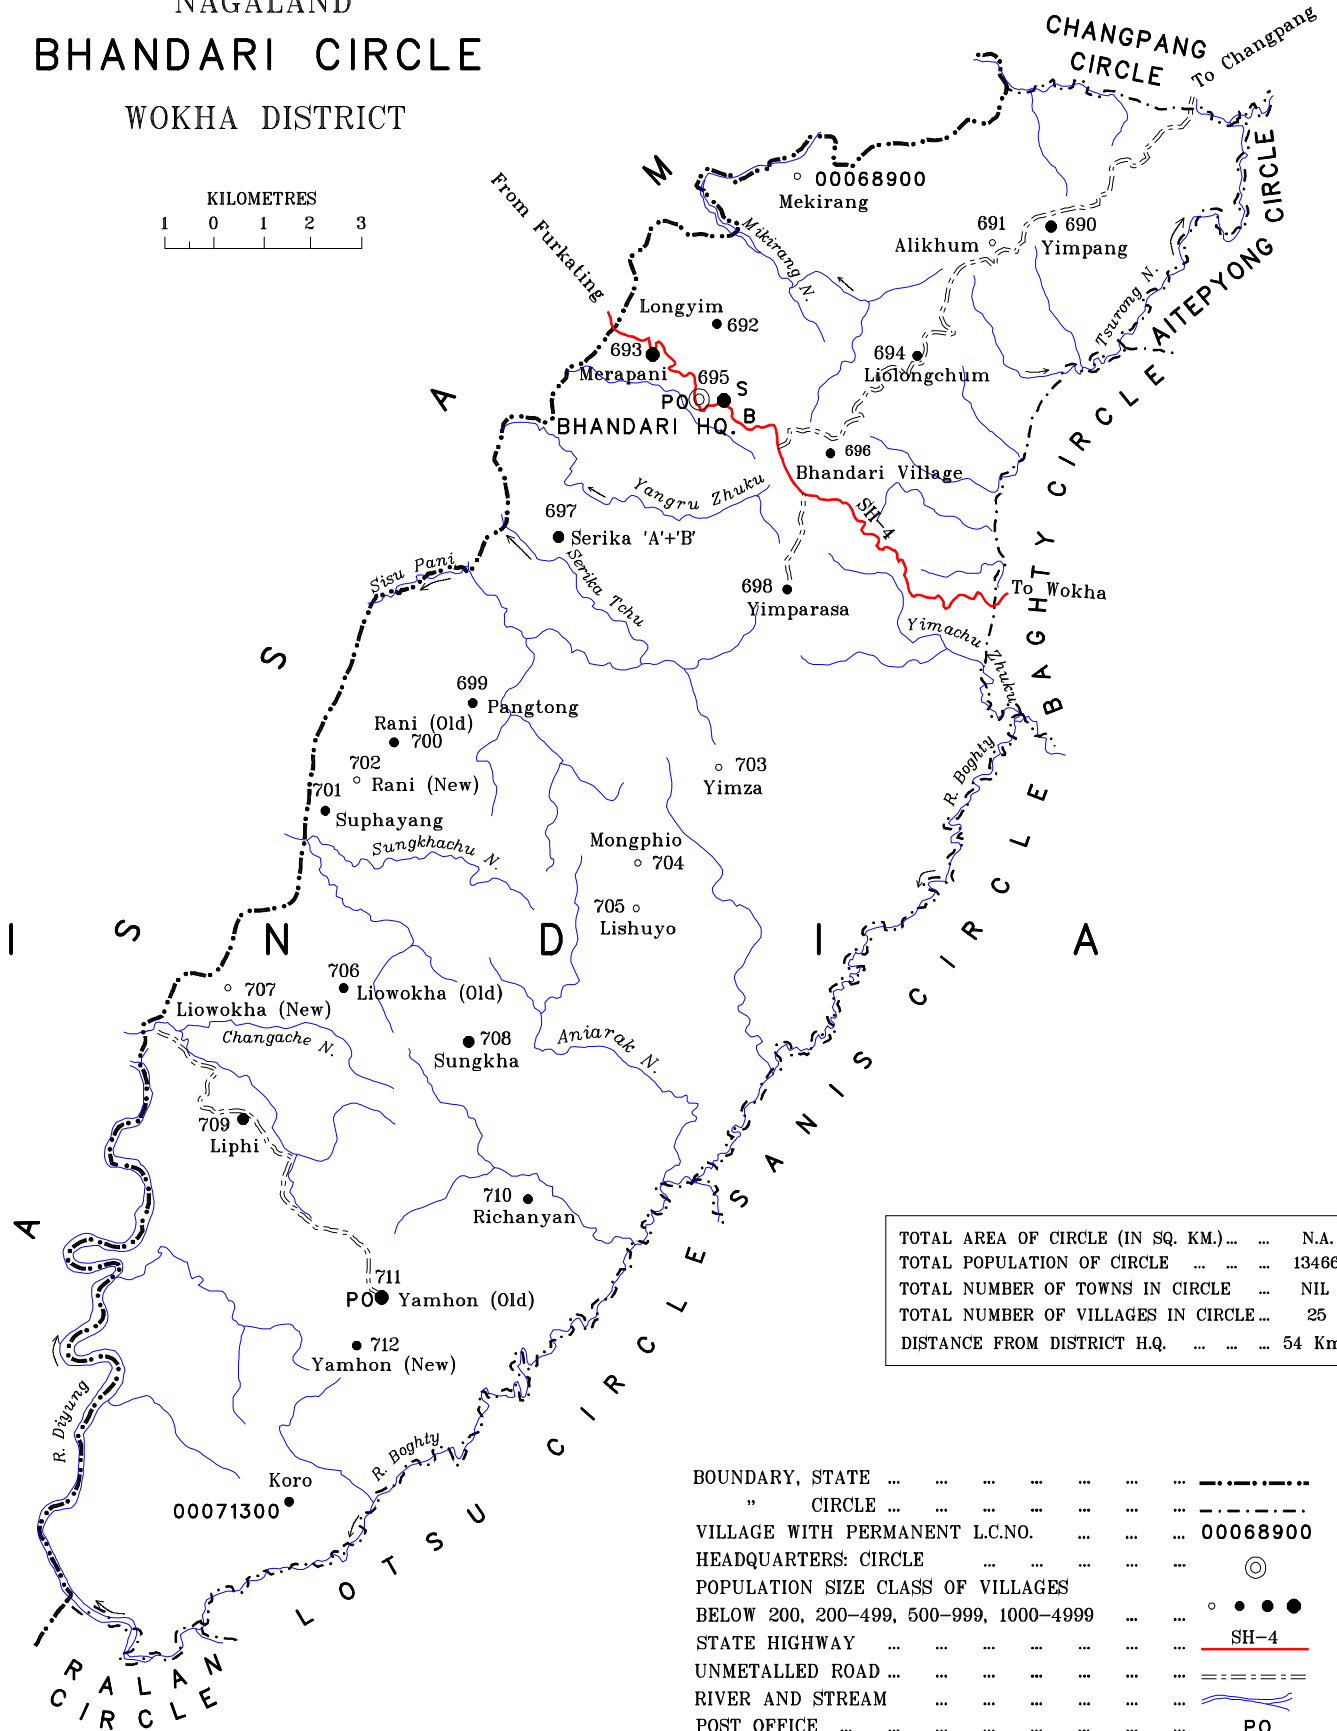 NAGALAND
BHANDARI CIRCLE
WOKHA DISTRICT
KILOMETRES
1 0 1 2 3
CHANGPANG
CIRCLE
To Changpang
AITEPYONG CIRCLE
From Furkating
00068900
Mekirang
Mikirang N.
691
Alikhum
690
Yimpang
Tsurong N.
Longyim
692
693
Merapani
694
Liolongchum
695
PO
S
B
BHANDARI HQ.
696
Bhandari Village
BAGHTY CIRCLE
Yangru Zhuku
SH-4
697
Serika 'A'+'B'
Serika Tchu
Sisu Pani
698
Yimparasa
To Wokha
Yimachu Zhuku
699
Pangtong
Rani (Old)
700
702
Rani (New)
701
Suphayang
703
Yimza
R. Boghty
Sungkhachu N.
Mongphio
704
705
Lishuyo
A S S A M
I N D I A
706
Liowokha (Old)
707
Liowokha (New)
Changache N.
708
Sungkha
Aniarak N.
SANIS CIRCLE
709
Liphi
710
Richanyan
711
PO
Yamhon (Old)
712
Yamhon (New)
R. Diyung
R. Boghty
Koro
00071300
LOTSU CIRCLE
RALAN
CIRCLE
TOTAL AREA OF CIRCLE (IN SQ. KM.)... ... N.A.
TOTAL POPULATION OF CIRCLE ... ... ... 13466
TOTAL NUMBER OF TOWNS IN CIRCLE ... NIL
TOTAL NUMBER OF VILLAGES IN CIRCLE... 25
DISTANCE FROM DISTRICT H.Q. ... ... ... 54 Km
BOUNDARY, STATE ... ... ... ... ... ... ...
" CIRCLE ... ... ... ... ... ... ...
VILLAGE WITH PERMANENT L.C.NO. ... ... ... 00068900
HEADQUARTERS: CIRCLE ... ... ... ... ...
POPULATION SIZE CLASS OF VILLAGES
BELOW 200, 200-499, 500-999, 1000-4999 ... ...
STATE HIGHWAY ... ... ... ... ... ... ... SH-4
UNMETALLED ROAD ... ... ... ... ... ... ...
RIVER AND STREAM ... ... ... ... ... ...
POST OFFICE ... ... ... ... ... ... ... ... PO